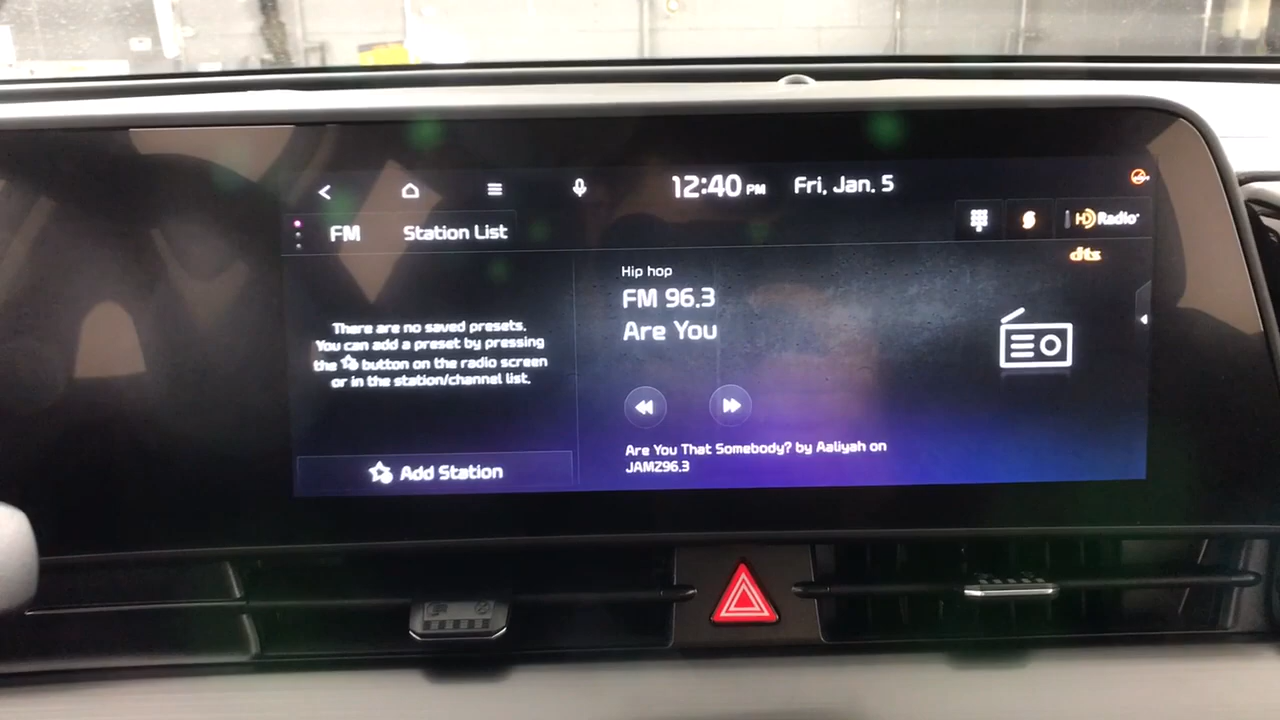 12:40 PM
Fri, Jan. 5
FM
Station List
HD Radio
dts
There are no saved presets.
You can add a preset by pressing
the button on the radio screen
or in the station/channel list.
Add Station
Hip hop
FM 96.3
Are You
Are You That Somebody? by Aaliyah on
JAMZ96.3